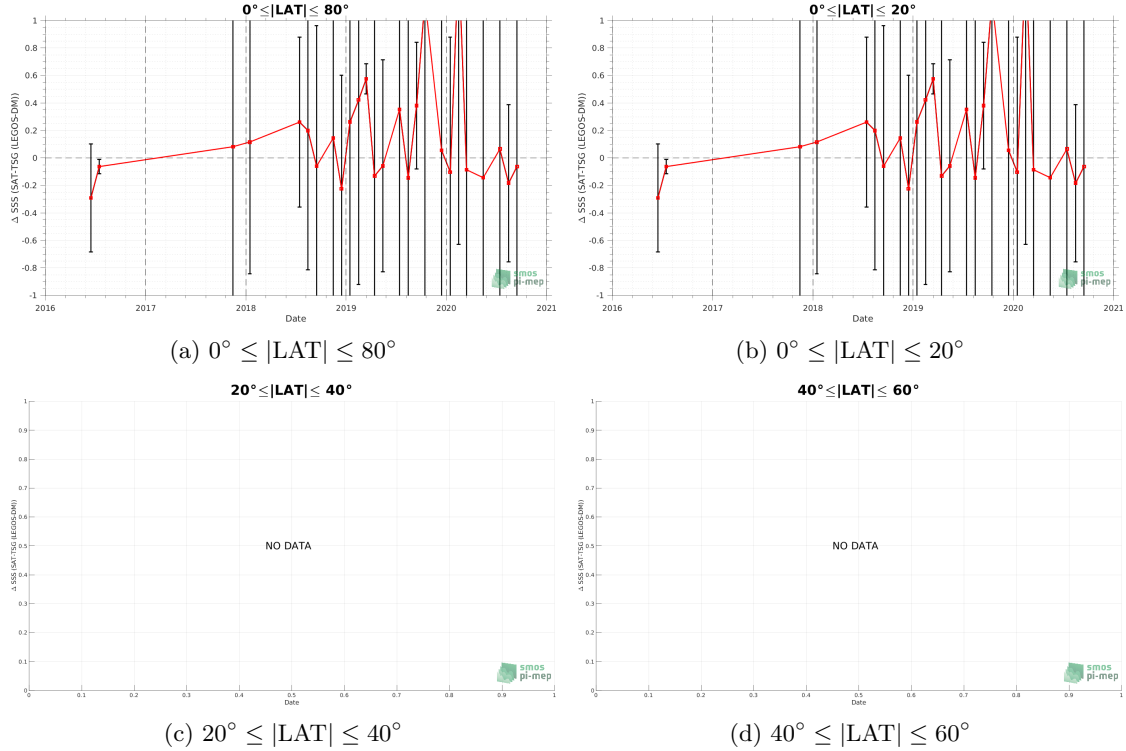 0°≤|LAT|≤ 80°
Δ SSS (SAT-TSG (LEGOS-DM))
1
0.8
0.6
0.4
0.2
0
-0.2
-0.4
-0.6
-0.8
-1
2016 2017 2018 2019 2020 2021
Date
smos
pi-mep
(a) 0° ≤ |LAT| ≤ 80°
0°≤|LAT|≤ 20°
Δ SSS (SAT-TSG (LEGOS-DM))
1
0.8
0.6
0.4
0.2
0
-0.2
-0.4
-0.6
-0.8
-1
2016 2017 2018 2019 2020 2021
Date
smos
pi-mep
(b) 0° ≤ |LAT| ≤ 20°
20°≤|LAT|≤ 40°
Δ SSS (SAT-TSG (LEGOS-DM))
1
0.9
0.8
0.7
0.6
0.5
0.4
0.3
0.2
0.1
0
NO DATA
0 0.1 0.2 0.3 0.4 0.5 0.6 0.7 0.8 0.9 1
Date
smos
pi-mep
(c) 20° ≤ |LAT| ≤ 40°
40°≤|LAT|≤ 60°
Δ SSS (SAT-TSG (LEGOS-DM))
1
0.9
0.8
0.7
0.6
0.5
0.4
0.3
0.2
0.1
0
NO DATA
0 0.1 0.2 0.3 0.4 0.5 0.6 0.7 0.8 0.9 1
Date
smos
pi-mep
(d) 40° ≤ |LAT| ≤ 60°